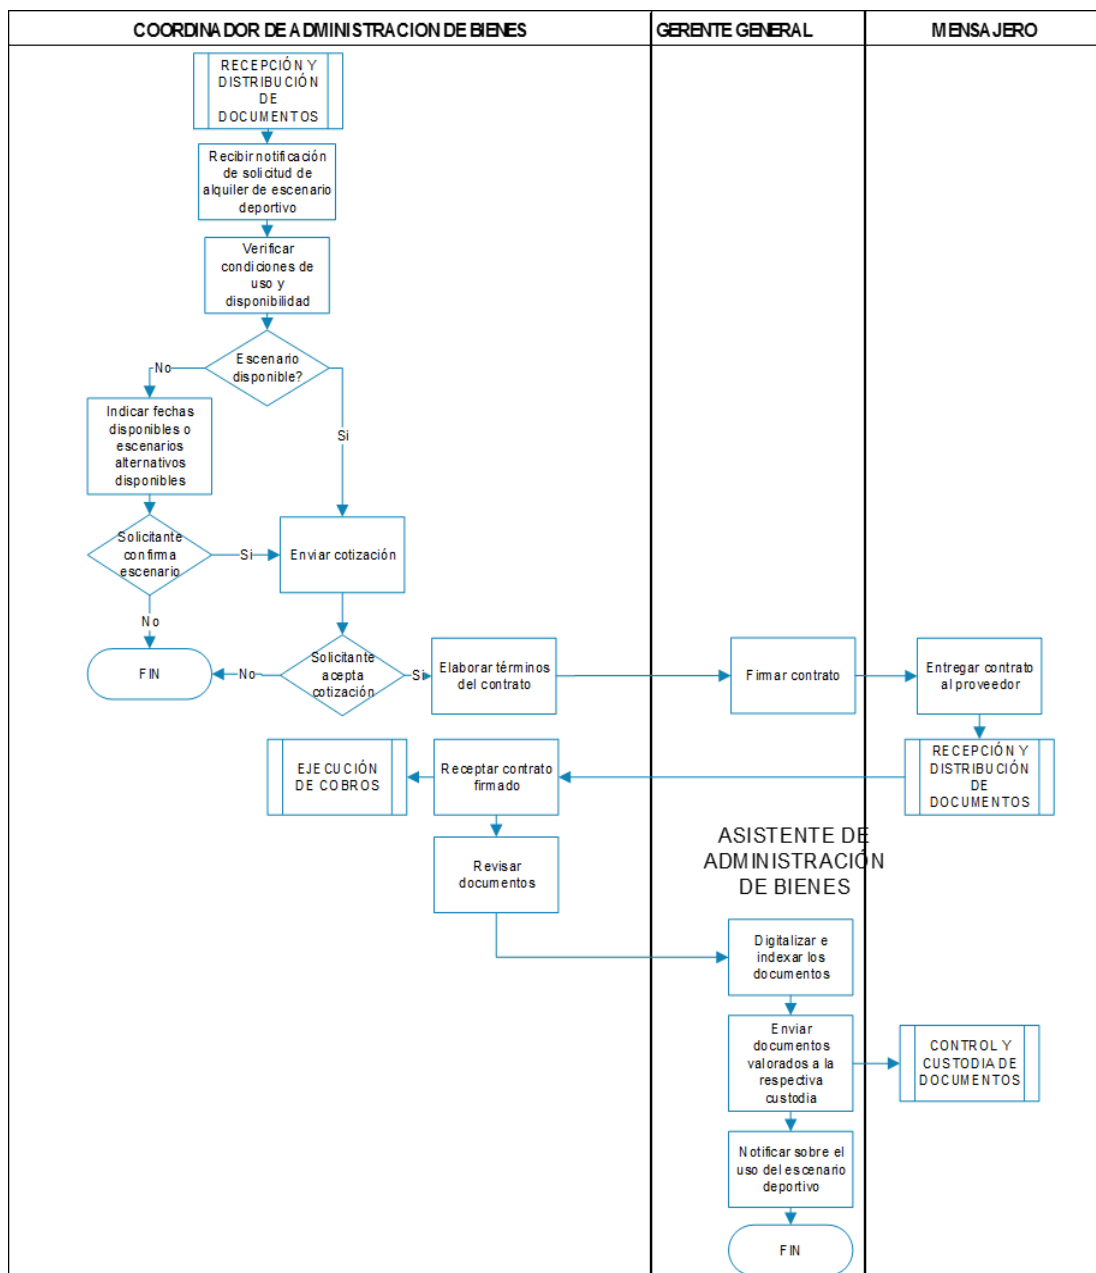 COORDINADOR DE ADMINISTRACION DE BIENES
GERENTE GENERAL
MENSAJERO
RECEPCIÓN Y
DISTRIBUCIÓN
DE
DOCUMENTOS
Recibir notificación
de solicitud de
alquiler de escenario
deportivo
Verificar
condiciones de
uso y
disponibilidad
Escenario
disponible?
No
Si
Indicar fechas
disponibles o
escenarios
alternativos
disponibles
Solicitante
confirma
escenario
Si
Enviar cotización
No
FIN
No
Solicitante
acepta
cotización
Si
Elaborar términos
del contrato
Firmar contrato
Entregar contrato
al proveedor
EJECUCIÓN
DE COBROS
Receptar contrato
firmado
RECEPCIÓN Y
DISTRIBUCIÓN
DE
DOCUMENTOS
Revisar
documentos
ASISTENTE DE
ADMINISTRACIÓN
DE BIENES
Digitalizar e
indexar los
documentos
Enviar
documentos
valorados a la
respectiva
custodia
CONTROL Y
CUSTODIA DE
DOCUMENTOS
Notificar sobre el
uso del escenario
deportivo
FIN